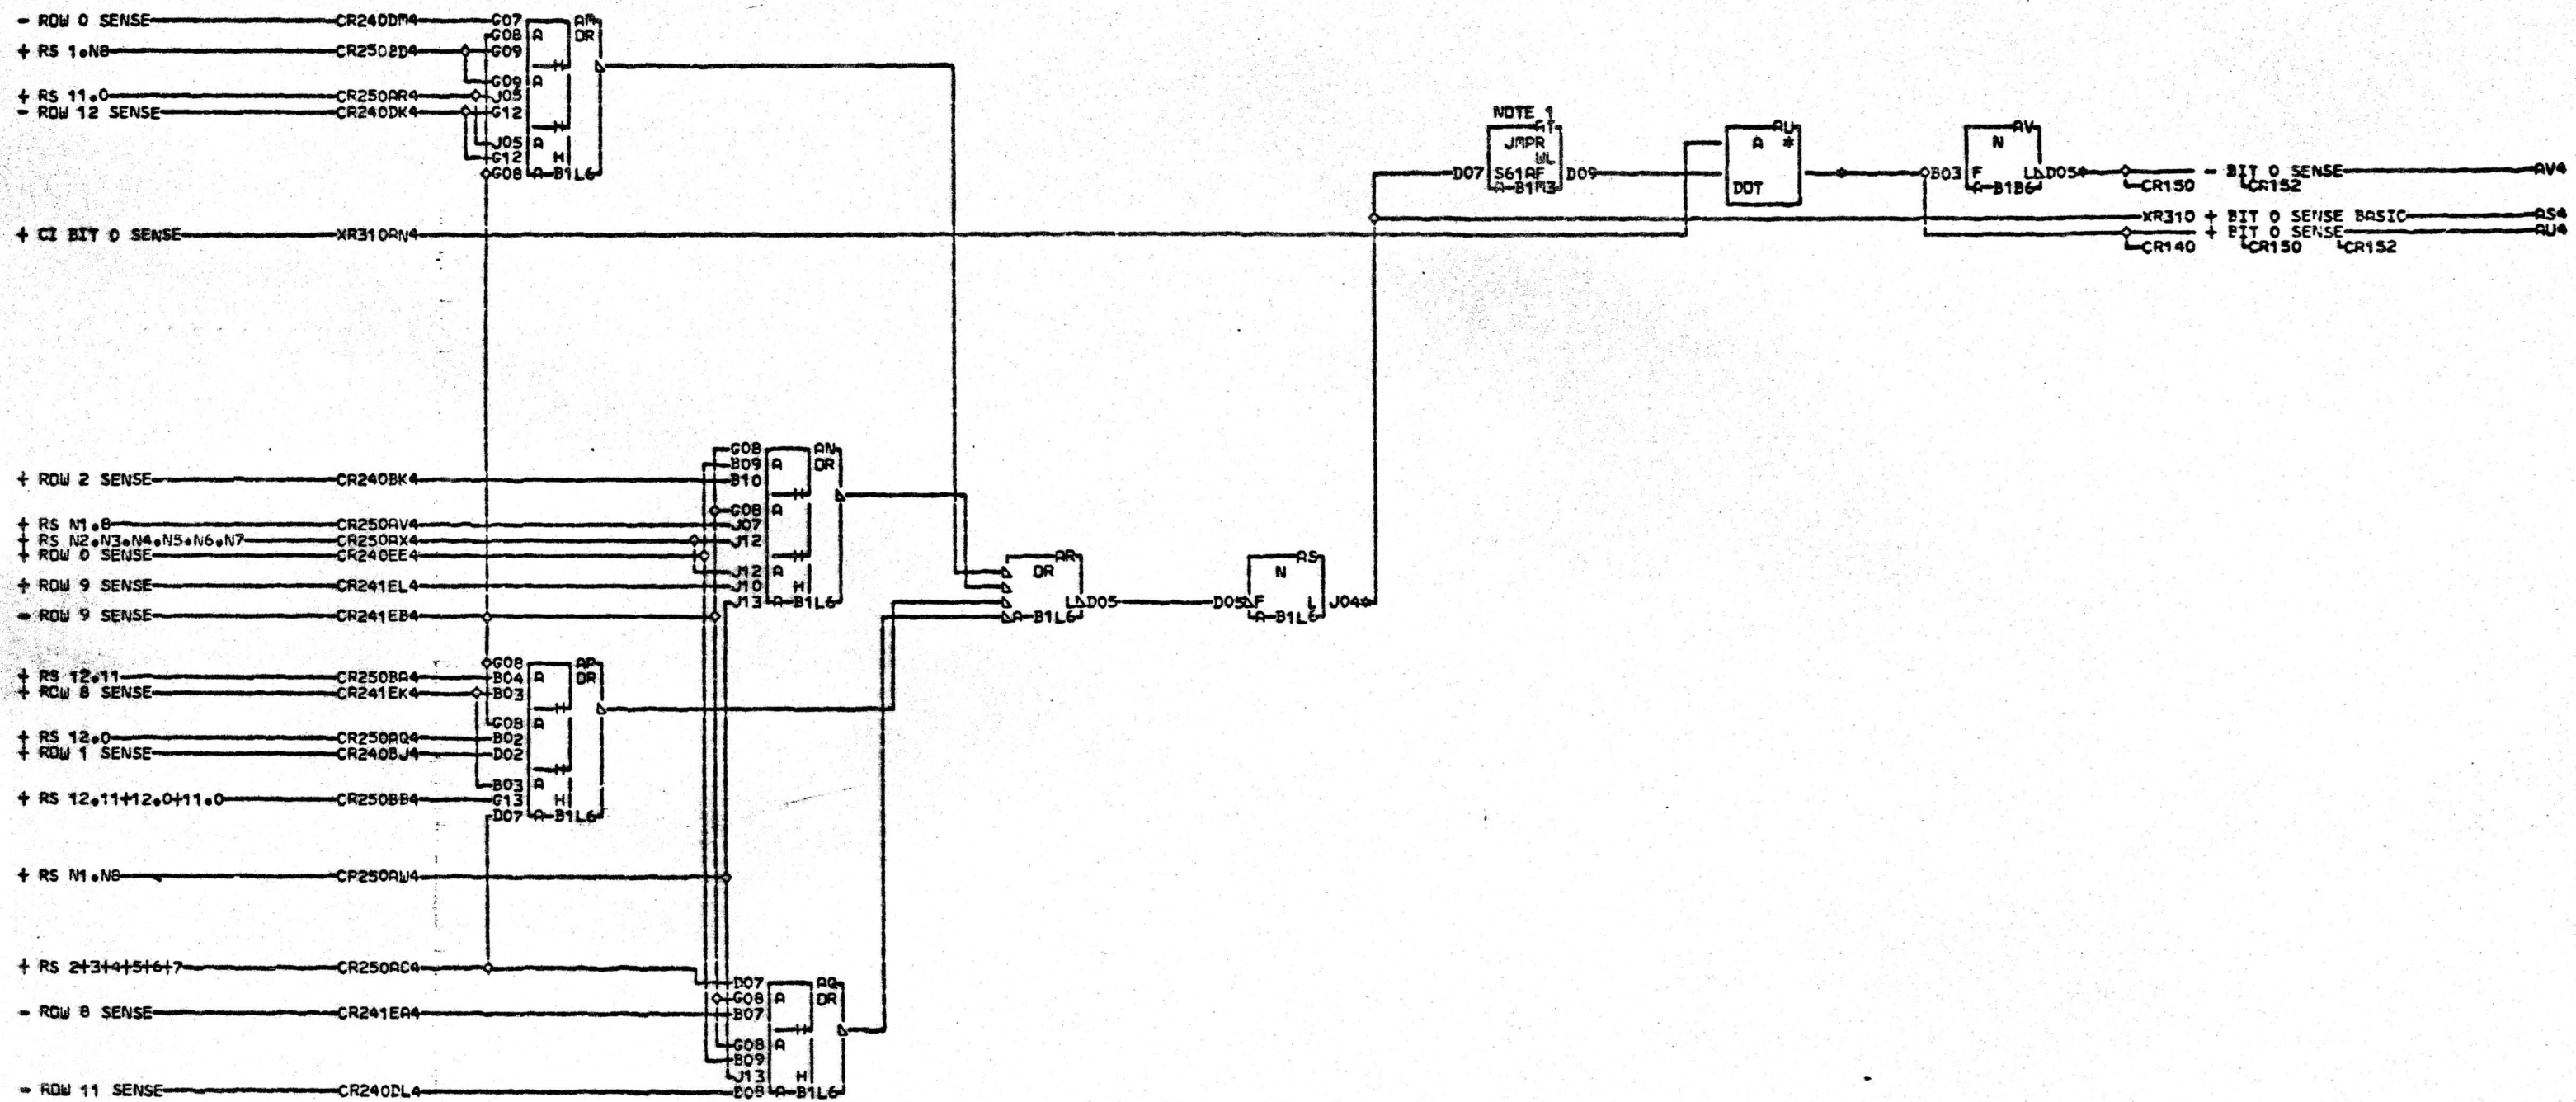 - ROW 0 SENSE CR240DM4 G07 AM
G08 A OR
+ RS 1.N8 CR250BD4 G09
H
G09 A
+ RS 11.0 CR250AR4 J05
- ROW 12 SENSE CR240DK4 G12
H
J05 A
G12 H
G08 A B1L6
NOTE 1
AT AU AV
JMPR A * N
WL
D07 S61AF D09 DOT B03 F L D05 - BIT 0 SENSE AV4
A-B1M3 A-B1B6 CR150 CR152
XR310 + BIT 0 SENSE BASIC AS4
+ CI BIT 0 SENSE XR310AN4 + BIT 0 SENSE AU4
CR140 CR150 CR152
G08 AN
B09 A OR
+ ROW 2 SENSE CR240BK4 B10
H
G08 A
+ RS N1.8 CR250AV4 J07
+ RS N2.N3.N4.N5.N6.N7 CR250AX4 J12
+ ROW 0 SENSE CR240EE4 H AR AS
J12 A OR N
+ ROW 9 SENSE CR241EL4 J10 H
J13 A-B1L6 L D05 D05 F L J04
- ROW 9 SENSE CR241EB4 A-B1L6 A-B1L6
G08 AP
+ RS 12.11 CR250BA4 B04 A OR
+ ROW 8 SENSE CR241EK4 B03
H
G08 A
+ RS 12.0 CR250AQ4 B02
+ ROW 1 SENSE CR240BJ4 D02
H
B03 A
+ RS 12.11+12.0+11.0 CR250BB4 G13 H
D07 A-B1L6
+ RS N1.N8 CR250AW4
+ RS 2+3+4+5+6+7 CR250AC4
D07 AQ
G08 A OR
- ROW 8 SENSE CR241EA4 B07
H
G08 A
B09
J13 H
- ROW 11 SENSE CR240DL4 A-B1L6